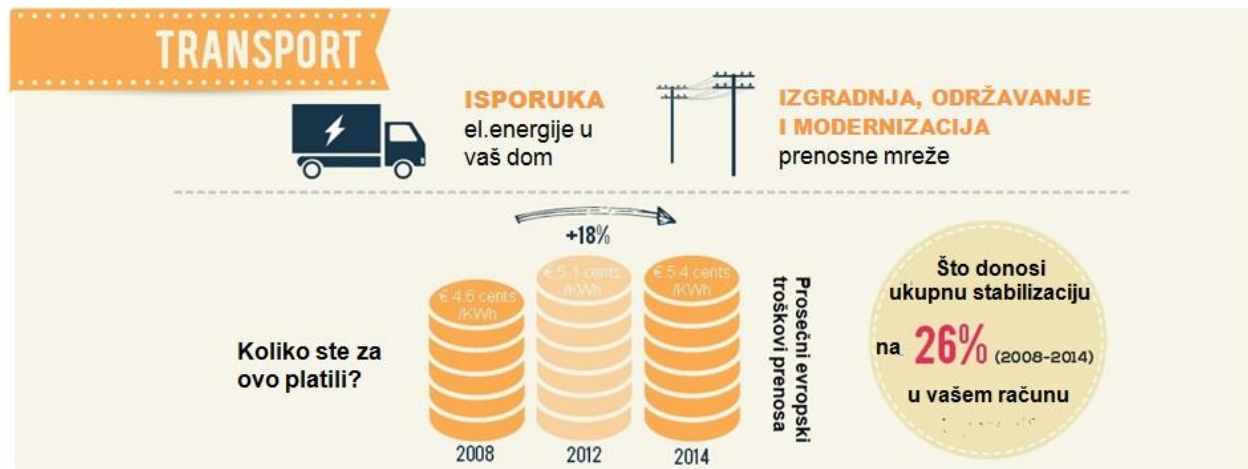 TRANSPORT
ISPORUKA
el.energije u
vaš dom
IZGRADNJA, ODRŽAVANJE
I MODERNIZACIJA
prenosne mreže
+18%
€ 4.6 cents
/KWh
€ 5.1 cents
/KWh
€ 5.4 cents
/KWh
Koliko ste za
ovo platili?
2008
2012
2014
Prosečni evropski
troškovi prenosa
Što donosi
ukupnu stabilizaciju
na 26% (2008-2014)
u vašem računu